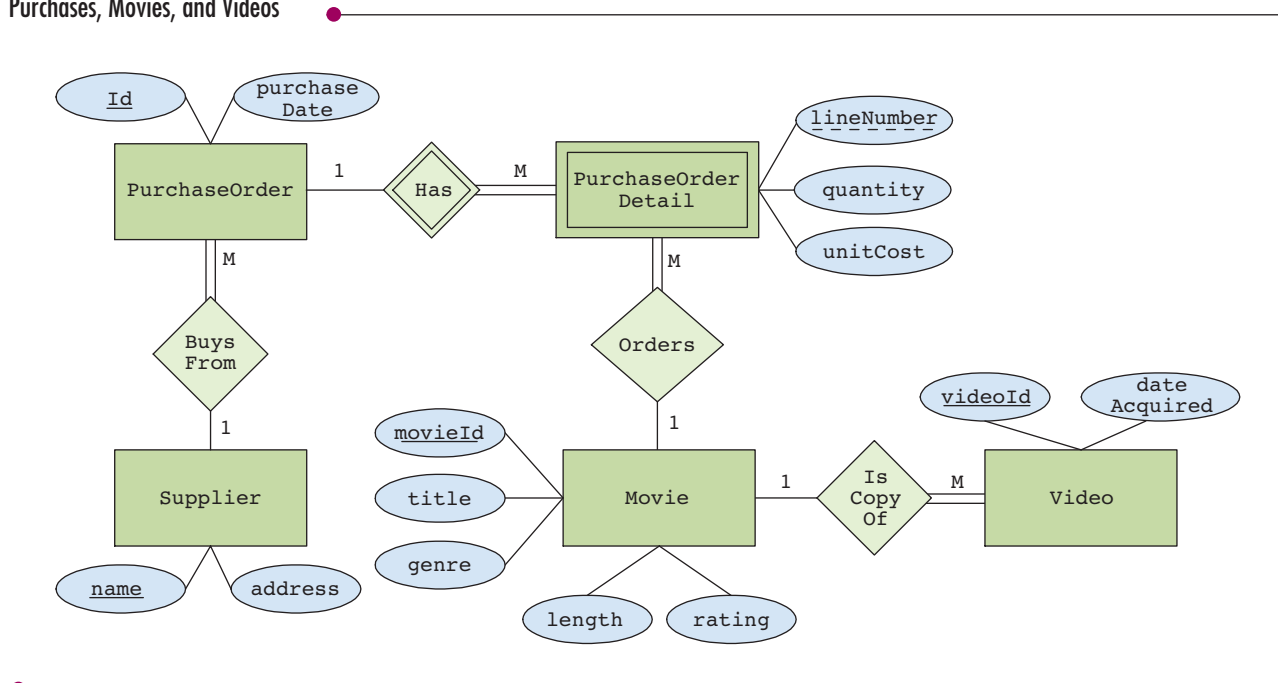 Purchases, Movies, and Videos
Id
purchase
Date
lineNumber
PurchaseOrder
1
Has
M
PurchaseOrder
Detail
quantity
unitCost
M
M
Buys
From
Orders
1
1
videoId
date
Acquired
movieId
Supplier
title
Movie
1
Is
Copy
Of
M
Video
genre
name
address
length
rating